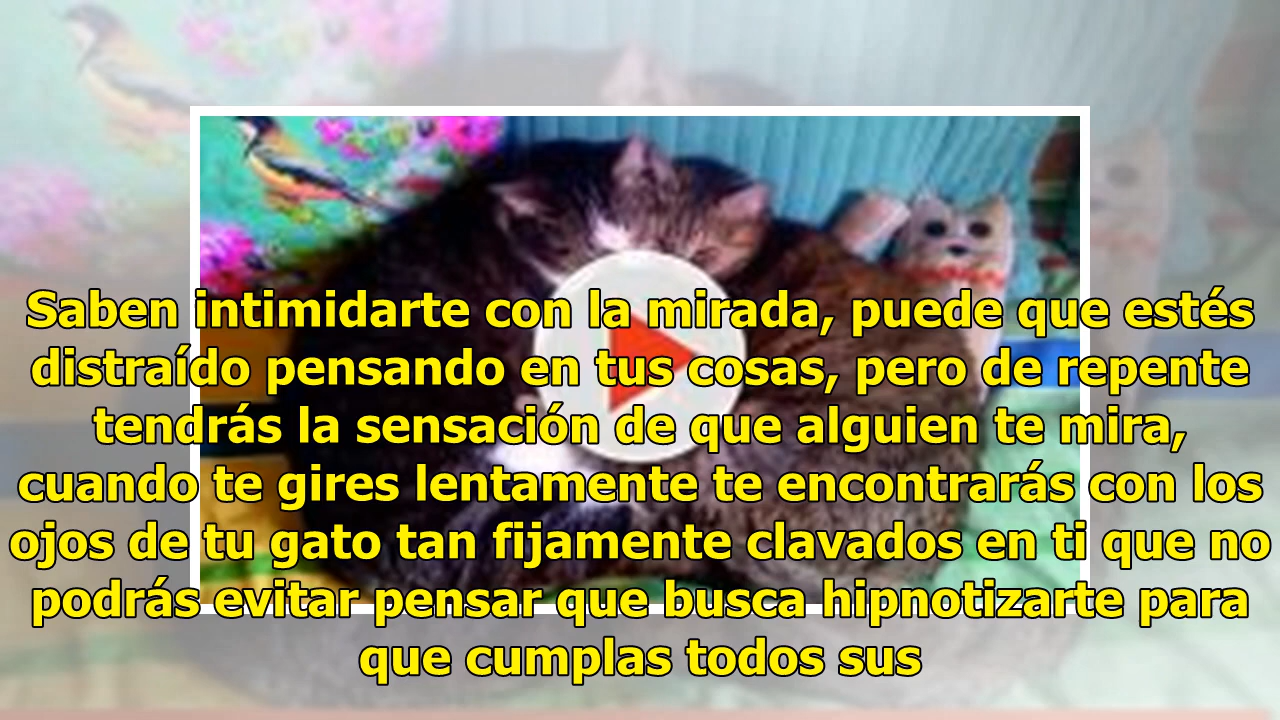 Saben intimidarte con la mirada, puede que estés
distraído pensando en tus cosas, pero de repente
tendrás la sensación de que alguien te mira,
cuando te gires lentamente te encontrarás con los
ojos de tu gato tan fijamente clavados en ti que no
podrás evitar pensar que busca hipnotizarte para
que cumplas todos sus